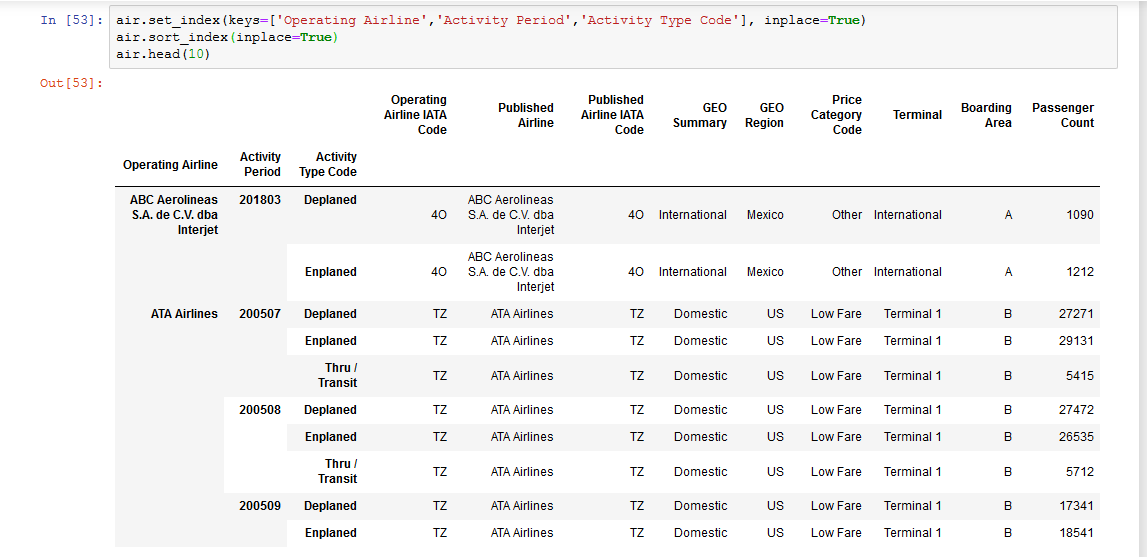 In [53]: air.set_index(keys=['Operating Airline','Activity Period','Activity Type Code'], inplace=True)
air.sort_index(inplace=True)
air.head(10)
Out[53]:
Operating Airline IATA Code Published Airline Published Airline IATA Code GEO Summary GEO Region Price Category Code Terminal Boarding Area Passenger Count
Operating Airline Activity Period Activity Type Code
ABC Aerolineas S.A. de C.V. dba Interjet 201803 Deplaned 4O ABC Aerolineas S.A. de C.V. dba Interjet 4O International Mexico Other International A 1090
Enplaned 4O ABC Aerolineas S.A. de C.V. dba Interjet 4O International Mexico Other International A 1212
ATA Airlines 200507 Deplaned TZ ATA Airlines TZ Domestic US Low Fare Terminal 1 B 27271
Enplaned TZ ATA Airlines TZ Domestic US Low Fare Terminal 1 B 29131
Thru / Transit TZ ATA Airlines TZ Domestic US Low Fare Terminal 1 B 5415
200508 Deplaned TZ ATA Airlines TZ Domestic US Low Fare Terminal 1 B 27472
Enplaned TZ ATA Airlines TZ Domestic US Low Fare Terminal 1 B 26535
Thru / Transit TZ ATA Airlines TZ Domestic US Low Fare Terminal 1 B 5712
200509 Deplaned TZ ATA Airlines TZ Domestic US Low Fare Terminal 1 B 17341
Enplaned TZ ATA Airlines TZ Domestic US Low Fare Terminal 1 B 18541